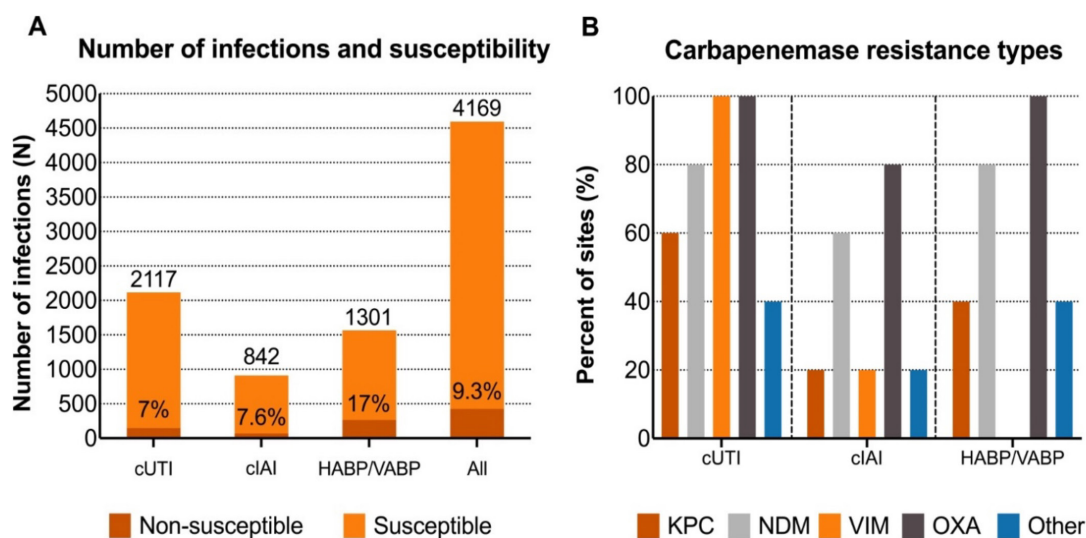 A
Number of infections and susceptibility
Number of infections (N)
5000
4500
4000
3500
3000
2500
2000
1500
1000
500
0
2117
842
1301
4169
7%
7.6%
17%
9.3%
cUTI
cIAI
HABP/VABP
All
Non-susceptible
Susceptible
B
Carbapenemase resistance types
Percent of sites (%)
100
80
60
40
20
0
cUTI
cIAI
HABP/VABP
KPC
NDM
VIM
OXA
Other